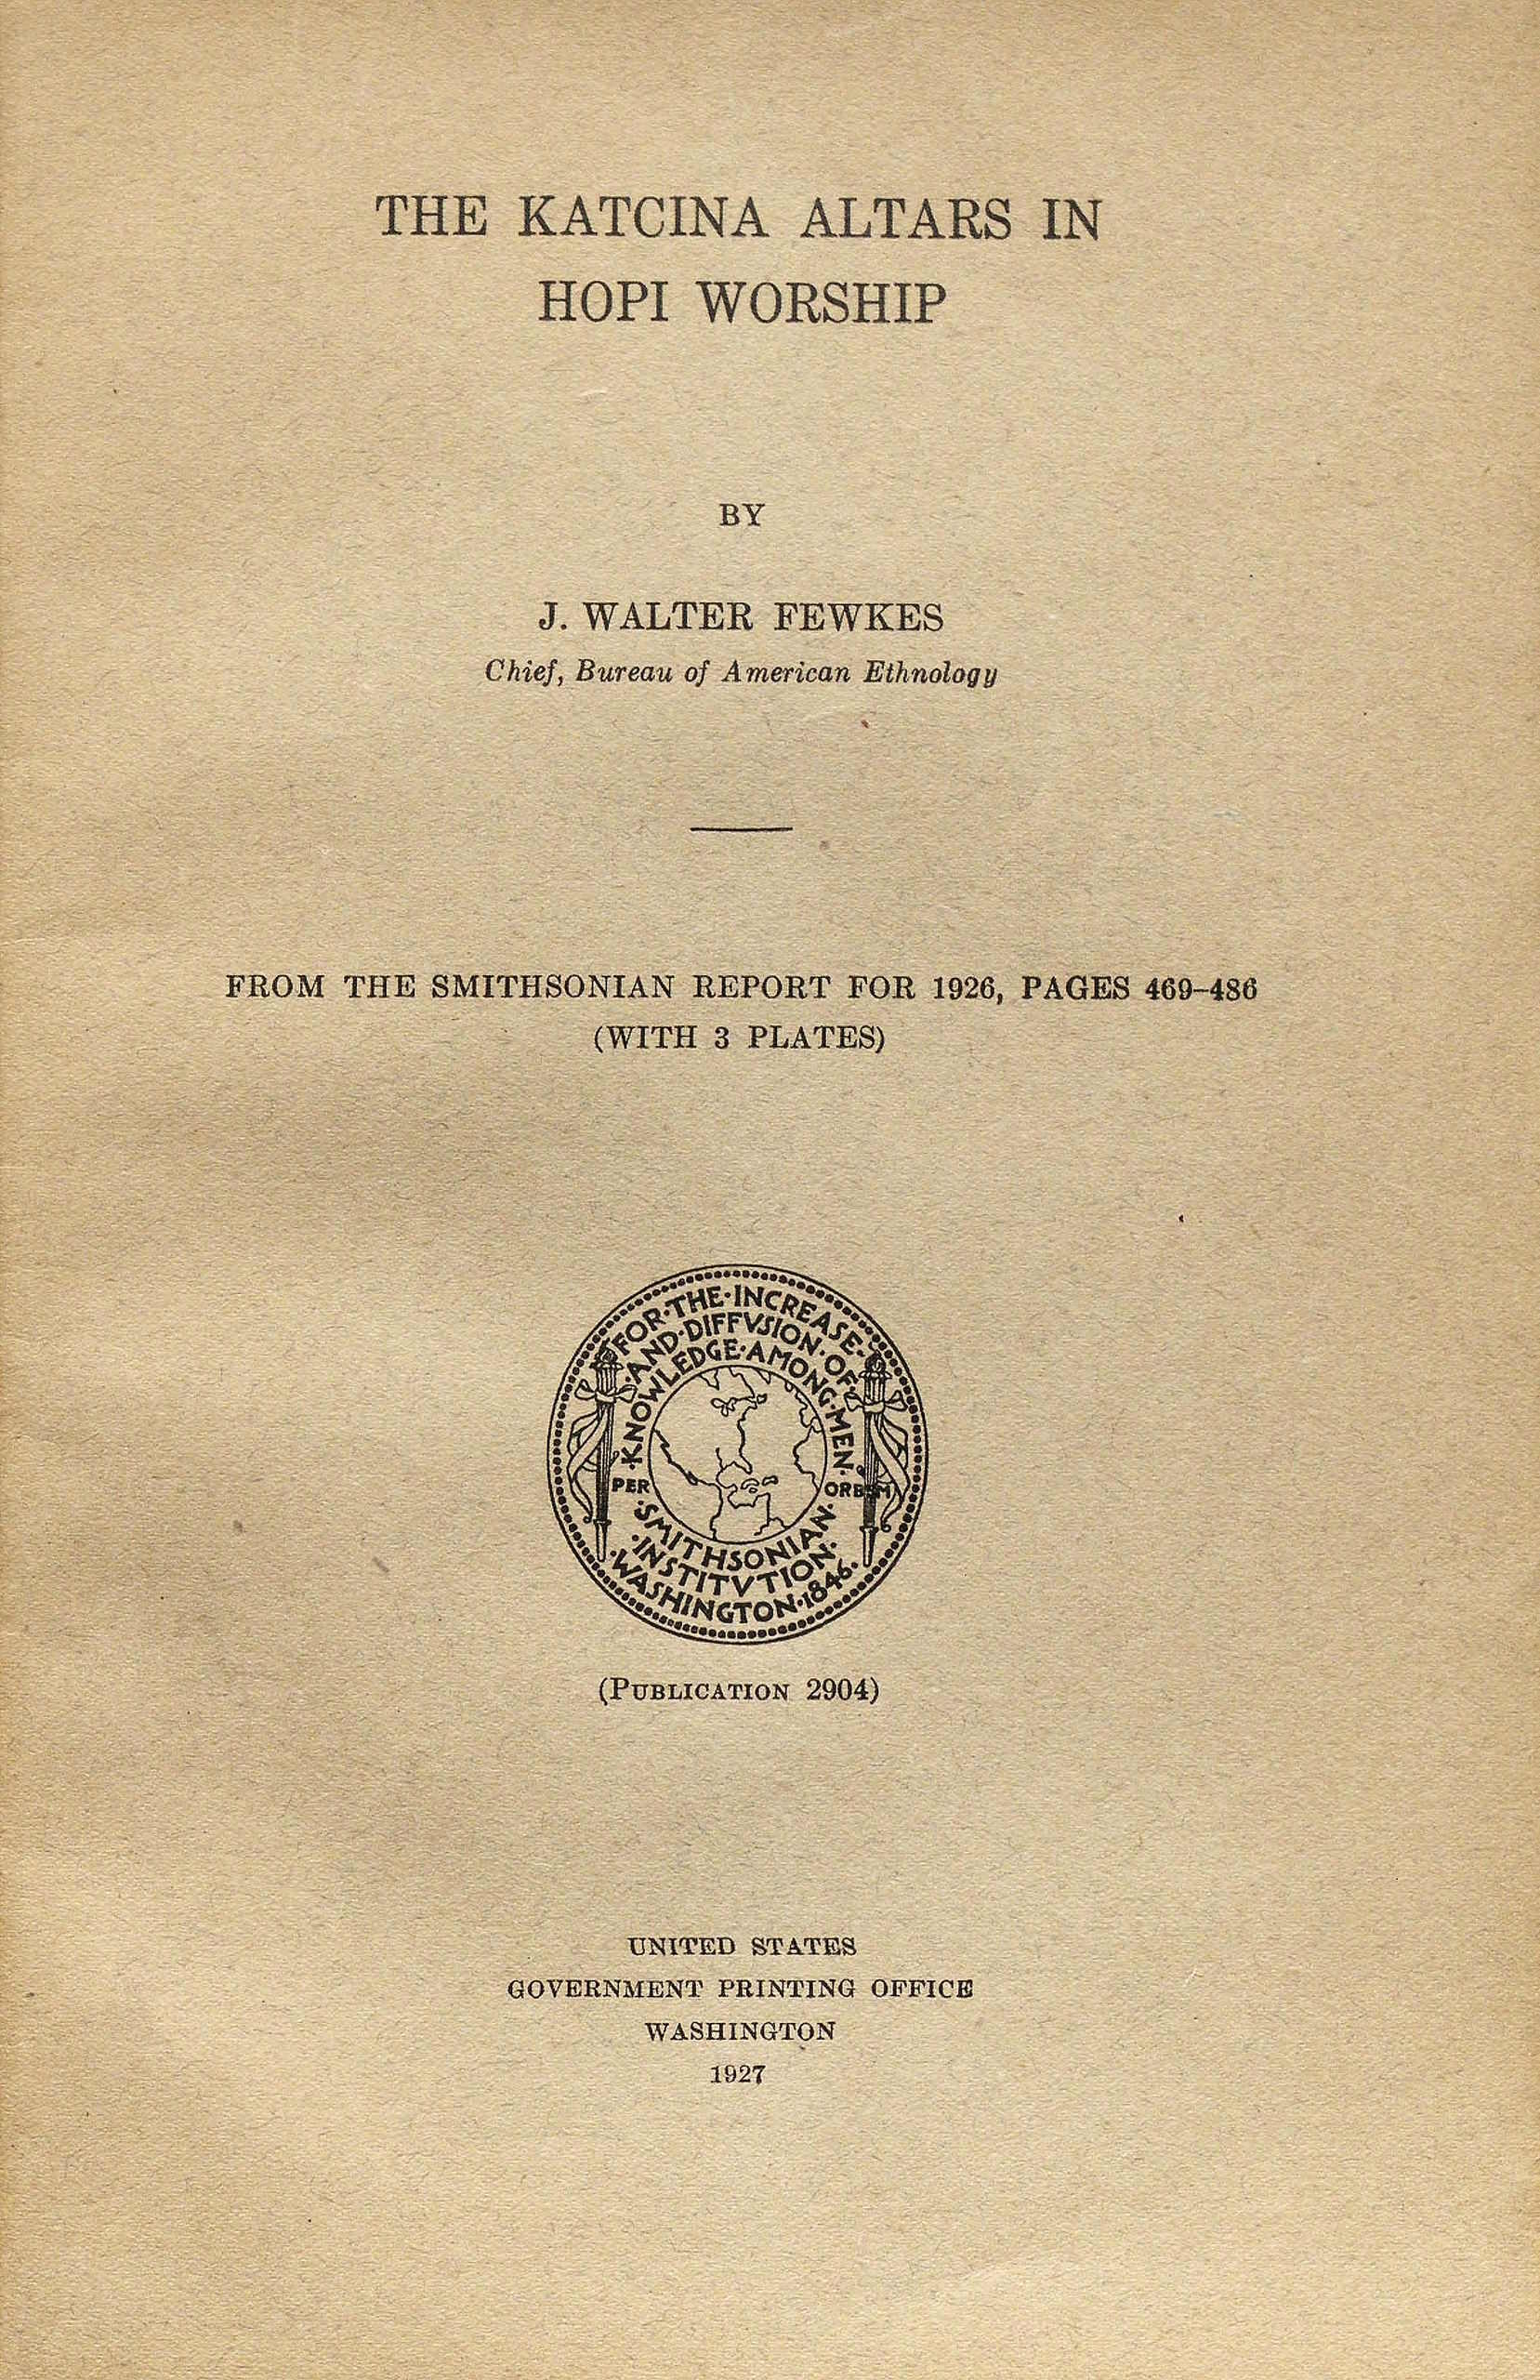 THE KATCINA ALTARS IN
HOPI WORSHIP
BY
J. WALTER FEWKES
Chief, Bureau of American Ethnology
FROM THE SMITHSONIAN REPORT FOR 1926, PAGES 469–486
(WITH 3 PLATES)
FOR·THE·INCREASE·
·AND·DIFFVSION·OF·
·KNOWLEDGE·AMONG·MEN·
PER ORBEM
·SMITHSONIAN·
·INSTITVTION·
·WASHINGTON·1846·
(PUBLICATION 2904)
UNITED STATES
GOVERNMENT PRINTING OFFICE
WASHINGTON
1927